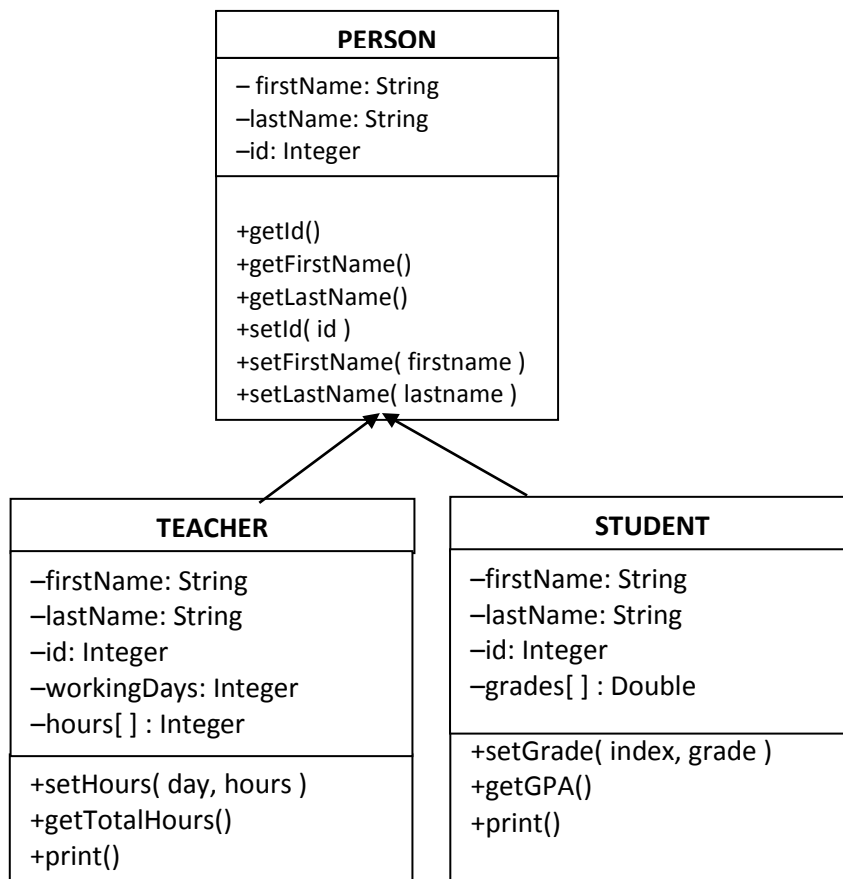 PERSON
– firstName: String
–lastName: String
–id: Integer
+getId()
+getFirstName()
+getLastName()
+setId( id )
+setFirstName( firstname )
+setLastName( lastname )
TEACHER
–firstName: String
–lastName: String
–id: Integer
–workingDays: Integer
–hours[ ] : Integer
+setHours( day, hours )
+getTotalHours()
+print()
STUDENT
–firstName: String
–lastName: String
–id: Integer
–grades[ ] : Double
+setGrade( index, grade )
+getGPA()
+print()